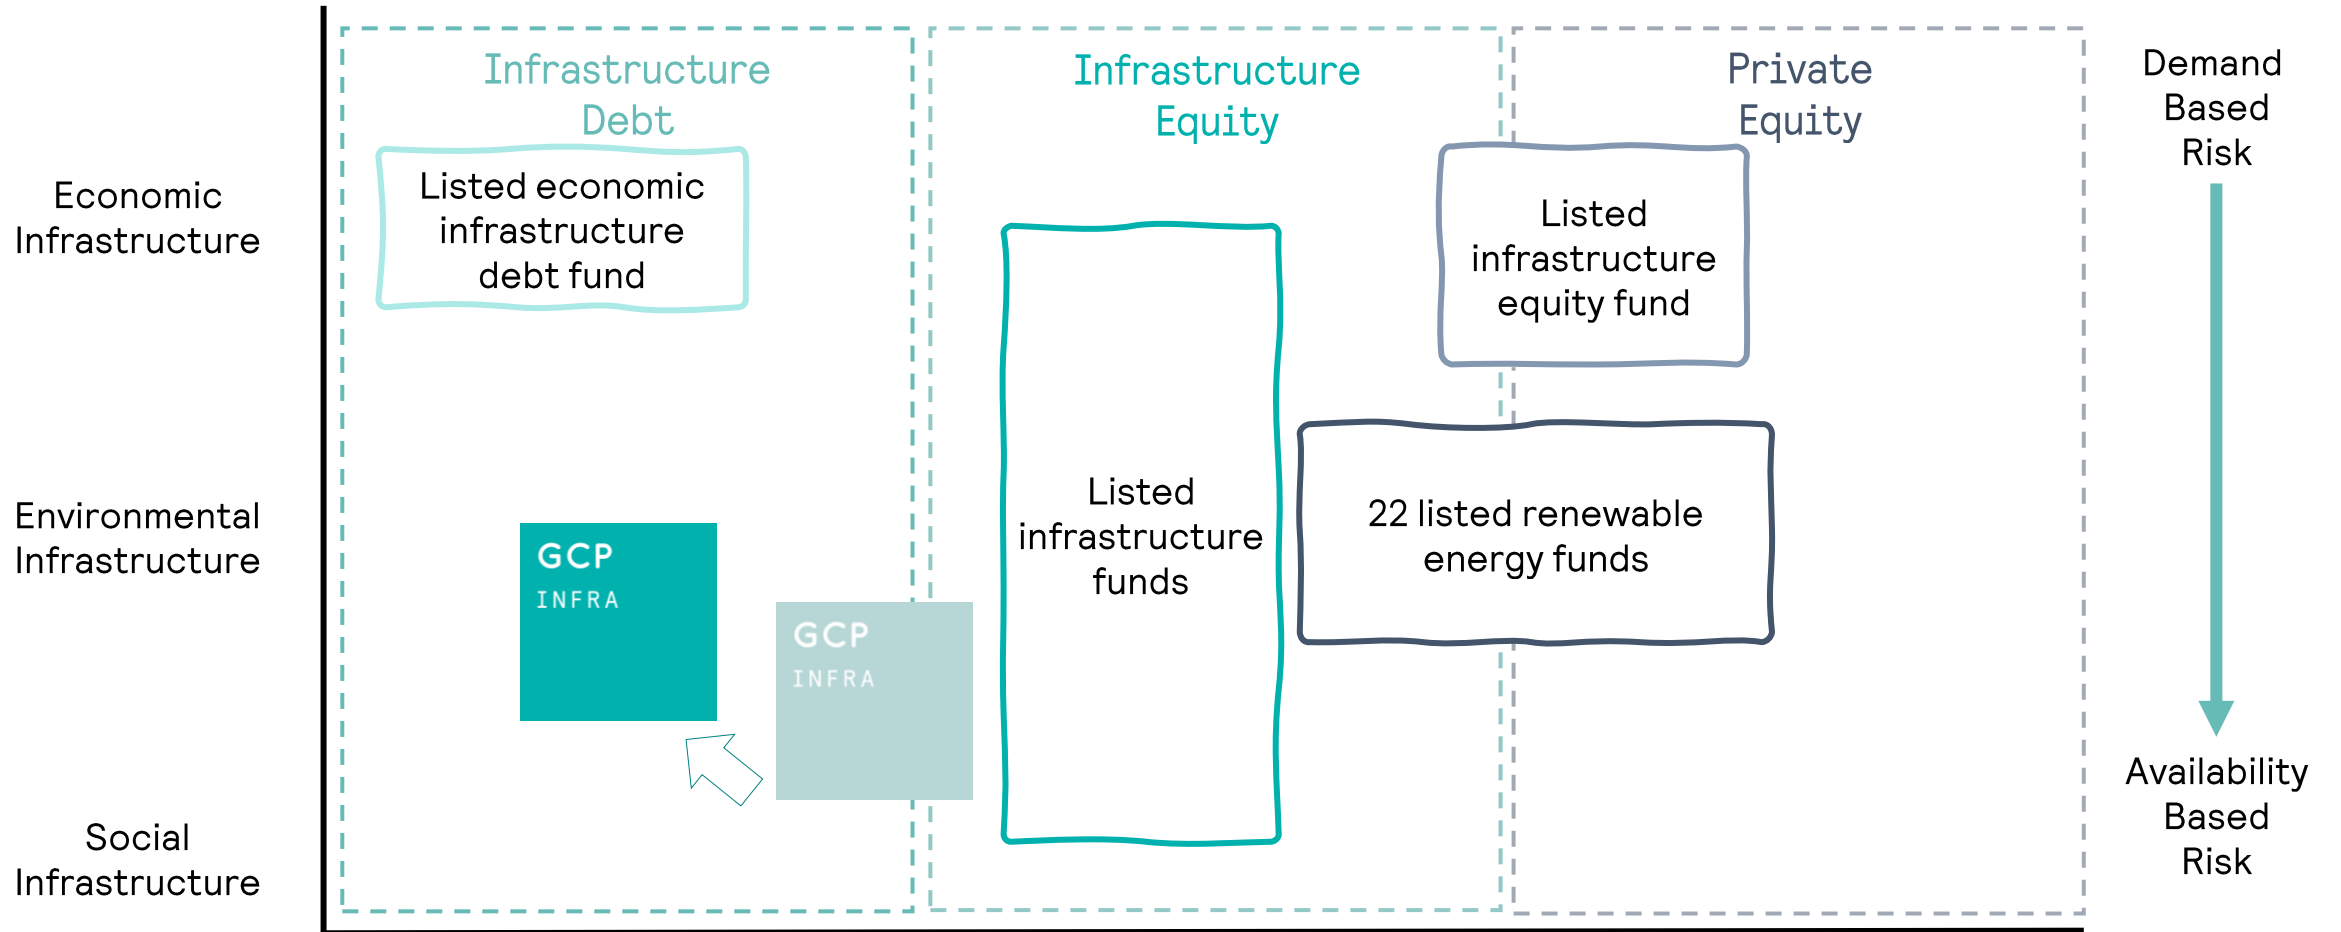 Infrastructure
Debt
Infrastructure
Equity
Private
Equity
Demand
Based
Risk
Economic
Infrastructure
Listed economic
infrastructure
debt fund
Listed
infrastructure
equity fund
Environmental
Infrastructure
GCP
INFRA
GCP
INFRA
Listed
infrastructure
funds
22 listed renewable
energy funds
Social
Infrastructure
Availability
Based
Risk